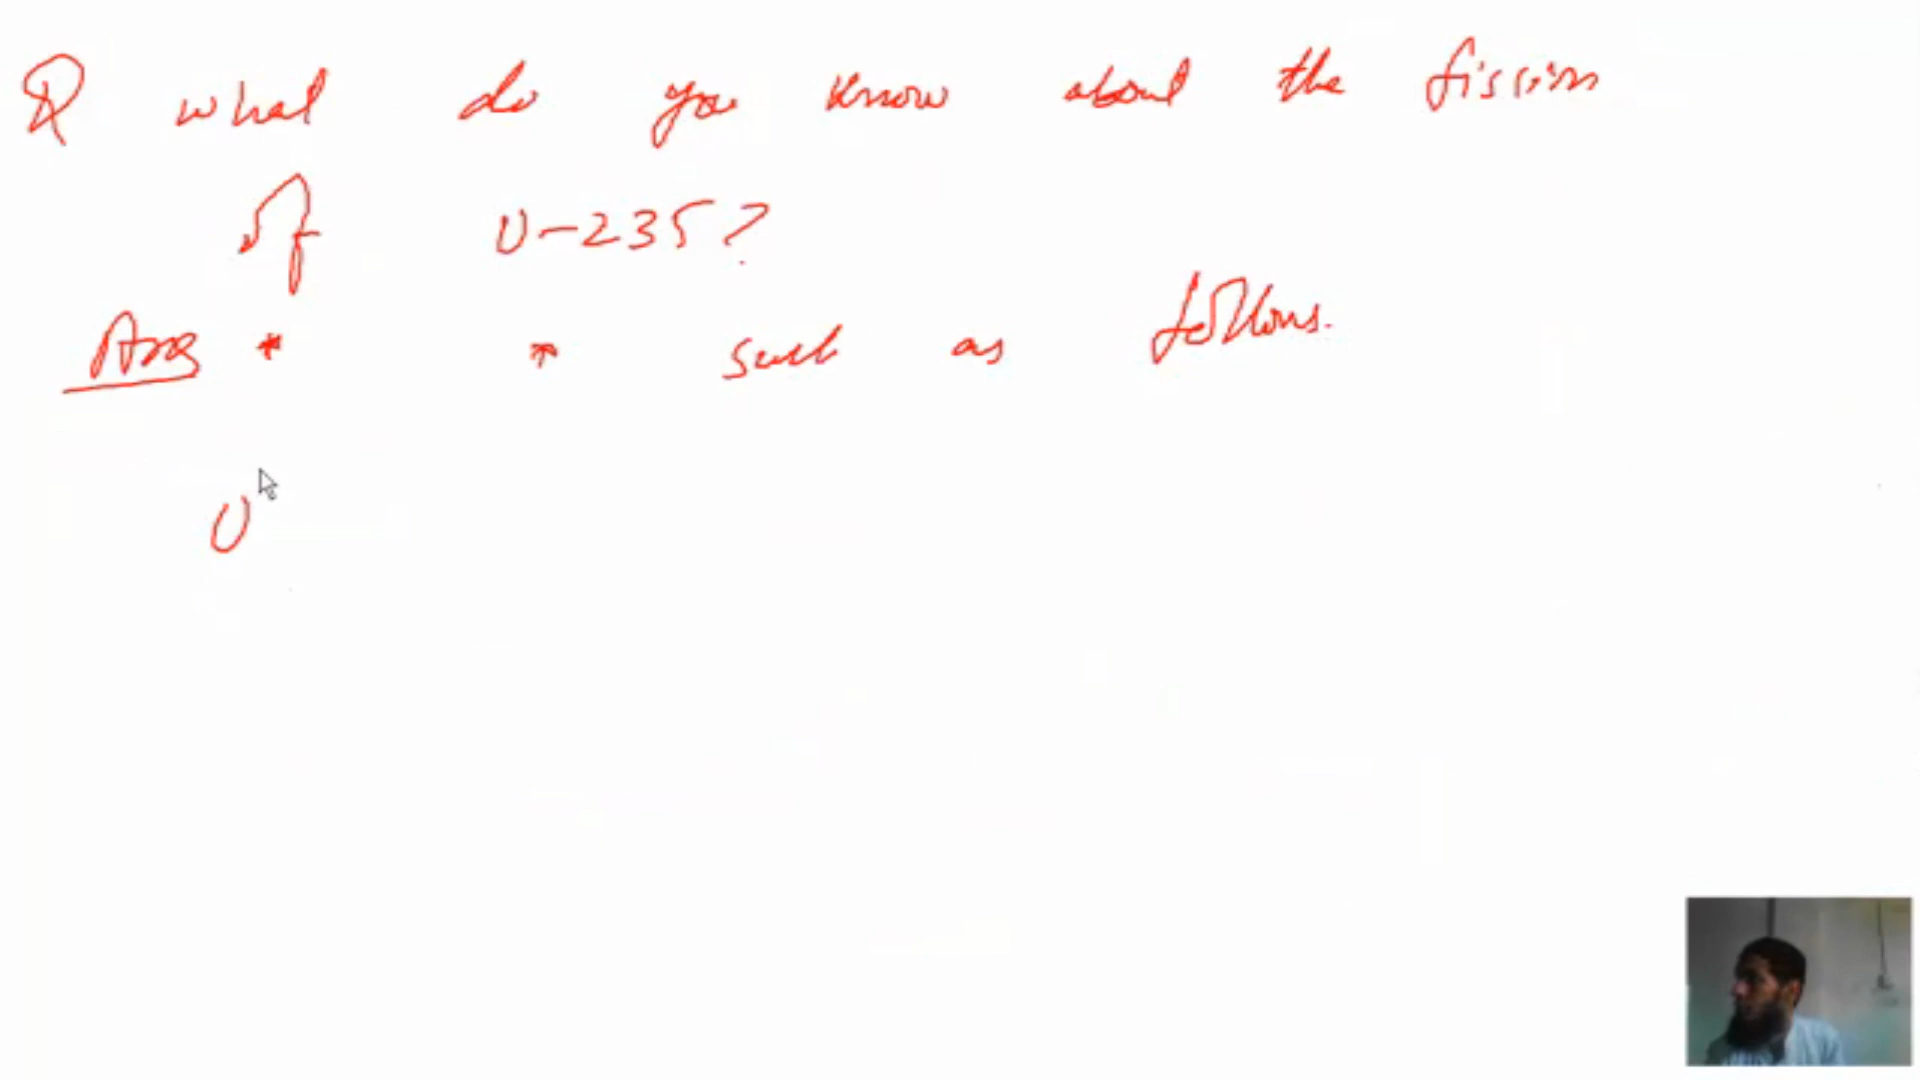 Q what do you know about the fission
of U-235?
Ans * * such as follows.
U